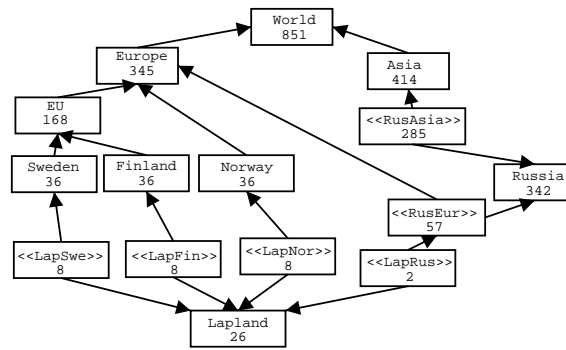 World
851
Europe
345
Asia
414
EU
168
<<RusAsia>>
285
Sweden
36
Finland
36
Norway
36
Russia
342
<<RusEur>>
57
<<LapSwe>>
8
<<LapFin>>
8
<<LapNor>>
8
<<LapRus>>
2
Lapland
26